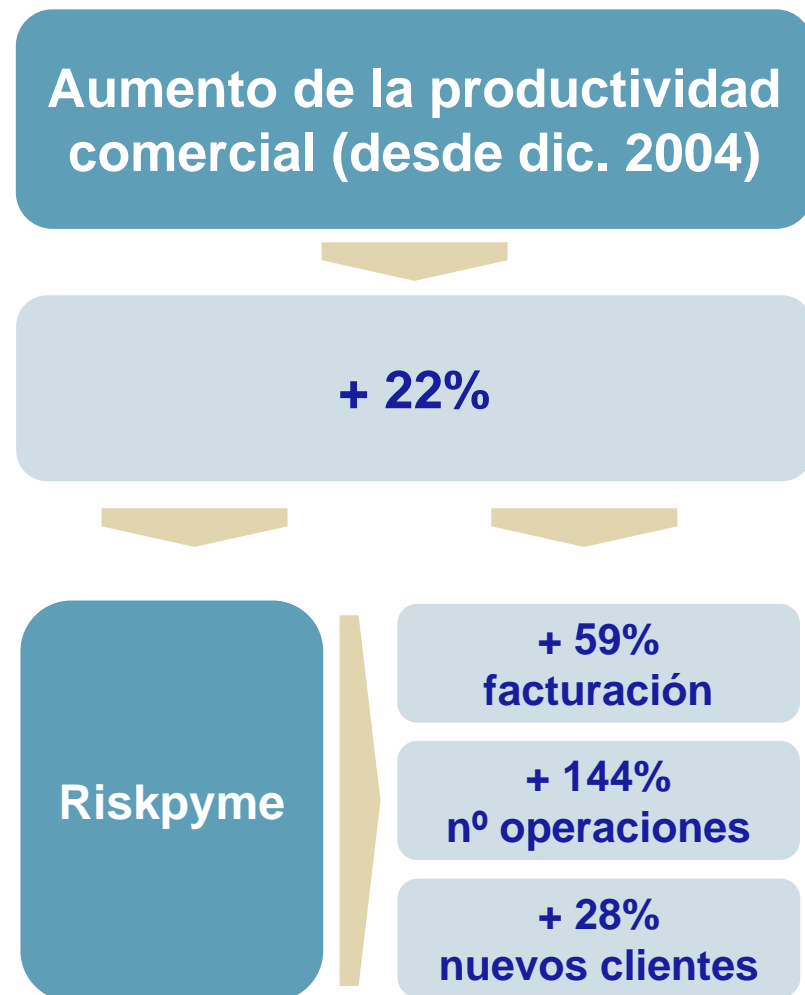 Aumento de la productividad
comercial (desde dic. 2004)
+ 22%
Riskpyme
+ 59%
facturación
+ 144%
nº operaciones
+ 28%
nuevos clientes